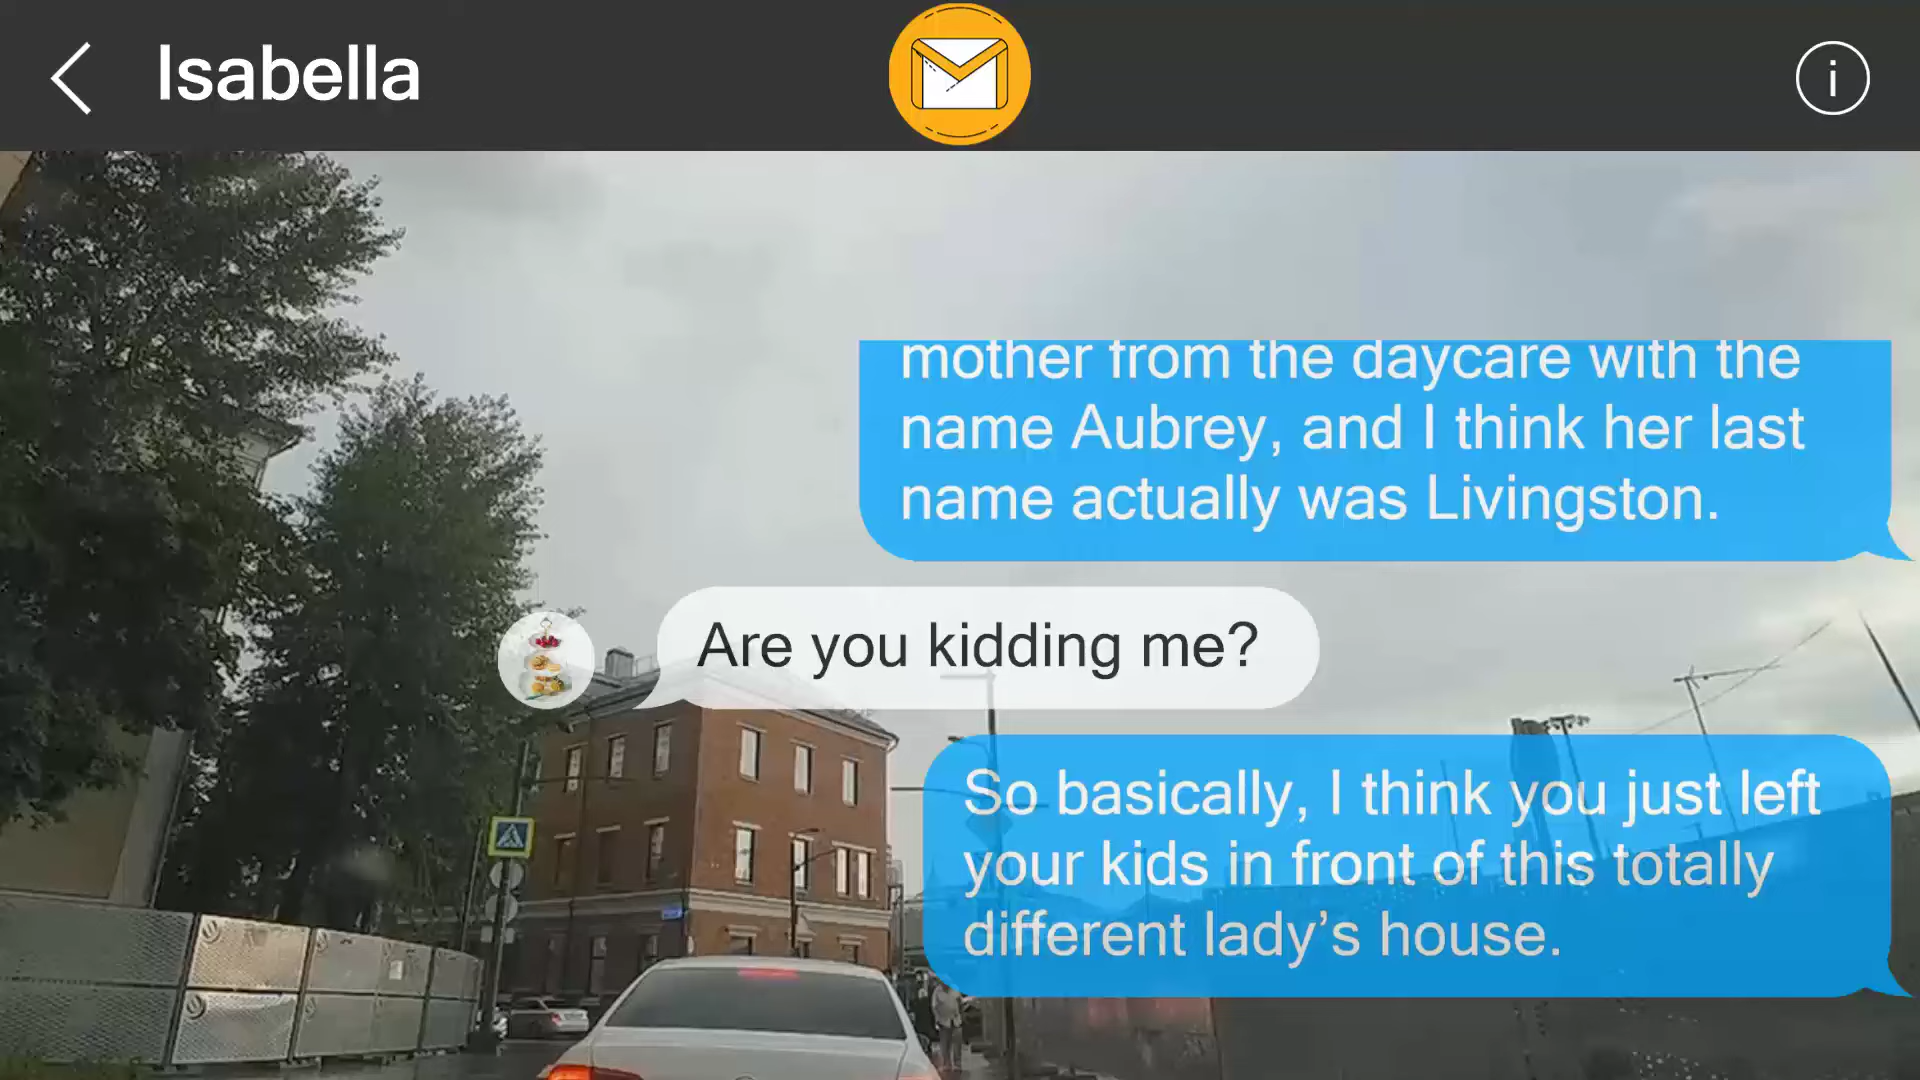 Isabella
i
mother from the daycare with the
name Aubrey, and I think her last
name actually was Livingston.
Are you kidding me?
So basically, I think you just left
your kids in front of this totally
different lady’s house.